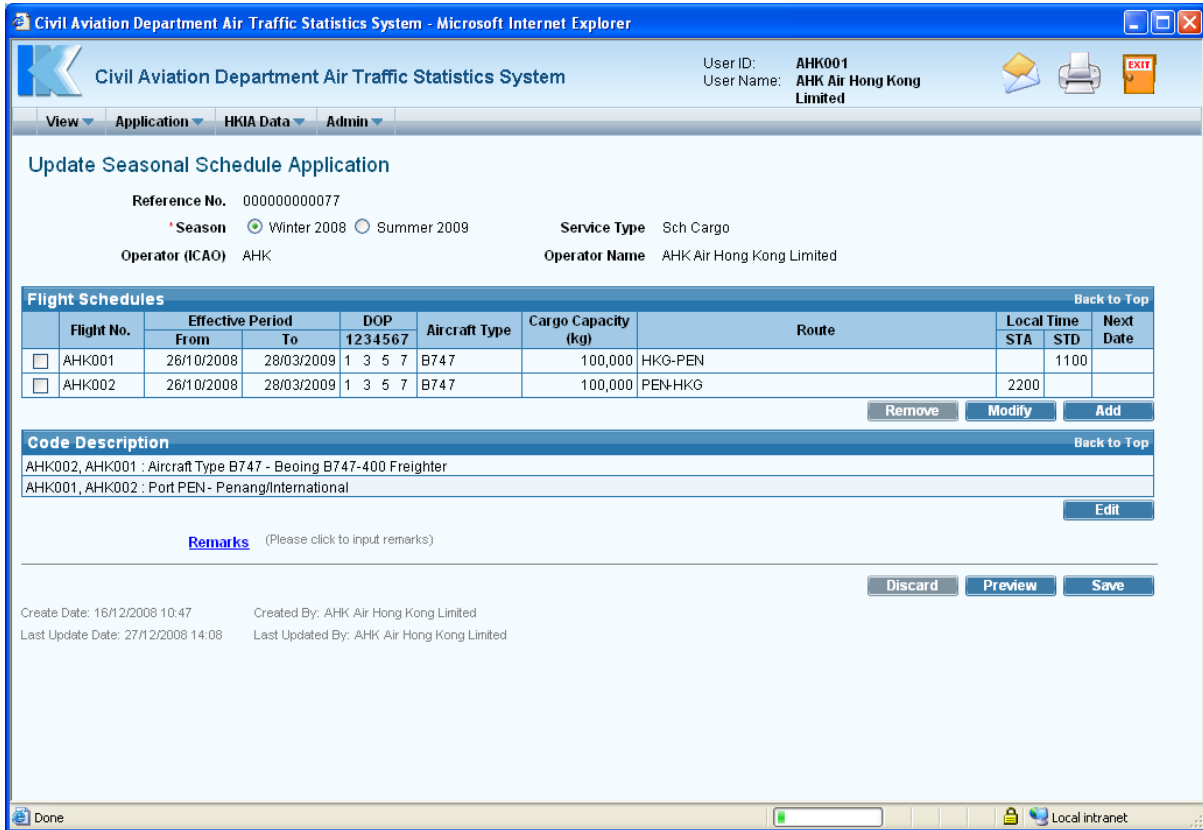 Civil Aviation Department Air Traffic Statistics System - Microsoft Internet Explorer
Civil Aviation Department Air Traffic Statistics System
User ID: AHK001
User Name: AHK Air Hong Kong Limited
EXIT
View Application HKIA Data Admin
Update Seasonal Schedule Application
Reference No. 000000000077
*Season Winter 2008 Summer 2009 Service Type Sch Cargo
Operator (ICAO) AHK Operator Name AHK Air Hong Kong Limited
Flight Schedules Back to Top
Flight No. Effective Period DOP Aircraft Type Cargo Capacity (kg) Route Local Time Next Date
From To 1234567 STA STD
AHK001 26/10/2008 28/03/2009 1 3 5 7 B747 100,000 HKG-PEN 1100
AHK002 26/10/2008 28/03/2009 1 3 5 7 B747 100,000 PEN-HKG 2200
Remove Modify Add
Code Description Back to Top
AHK002, AHK001 : Aircraft Type B747 - Beoing B747-400 Freighter
AHK001, AHK002 : Port PEN - Penang/International
Edit
Remarks (Please click to input remarks)
Discard Preview Save
Create Date: 16/12/2008 10:47 Created By: AHK Air Hong Kong Limited
Last Update Date: 27/12/2008 14:08 Last Updated By: AHK Air Hong Kong Limited
Done Local intranet